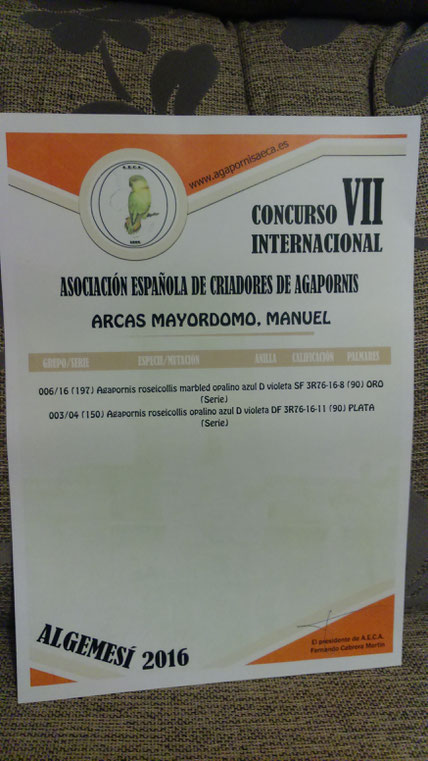 www.agapornisaeca.es
A.E.C.A.
CONCURSO VII
INTERNACIONAL
ASOCIACIÓN ESPAÑOLA DE CRIADORES DE AGAPORNIS
ARCAS MAYORDOMO, MANUEL
GRUPO/SERIE ESPECIE/MUTACIÓN ANILLA CALIFICACIÓN PALMARES
006/16 (197) Agapornis roseicollis marbled opalino azul D violeta SF 3R76-16-8 (90) ORO
(Serie)
003/04 (150) Agapornis roseicollis opalino azul D violeta DF 3R76-16-11 (90) PLATA
(Serie)
ALGEMESÍ 2016
El presidente de A.E.C.A.
Fernando Cabrera Martín